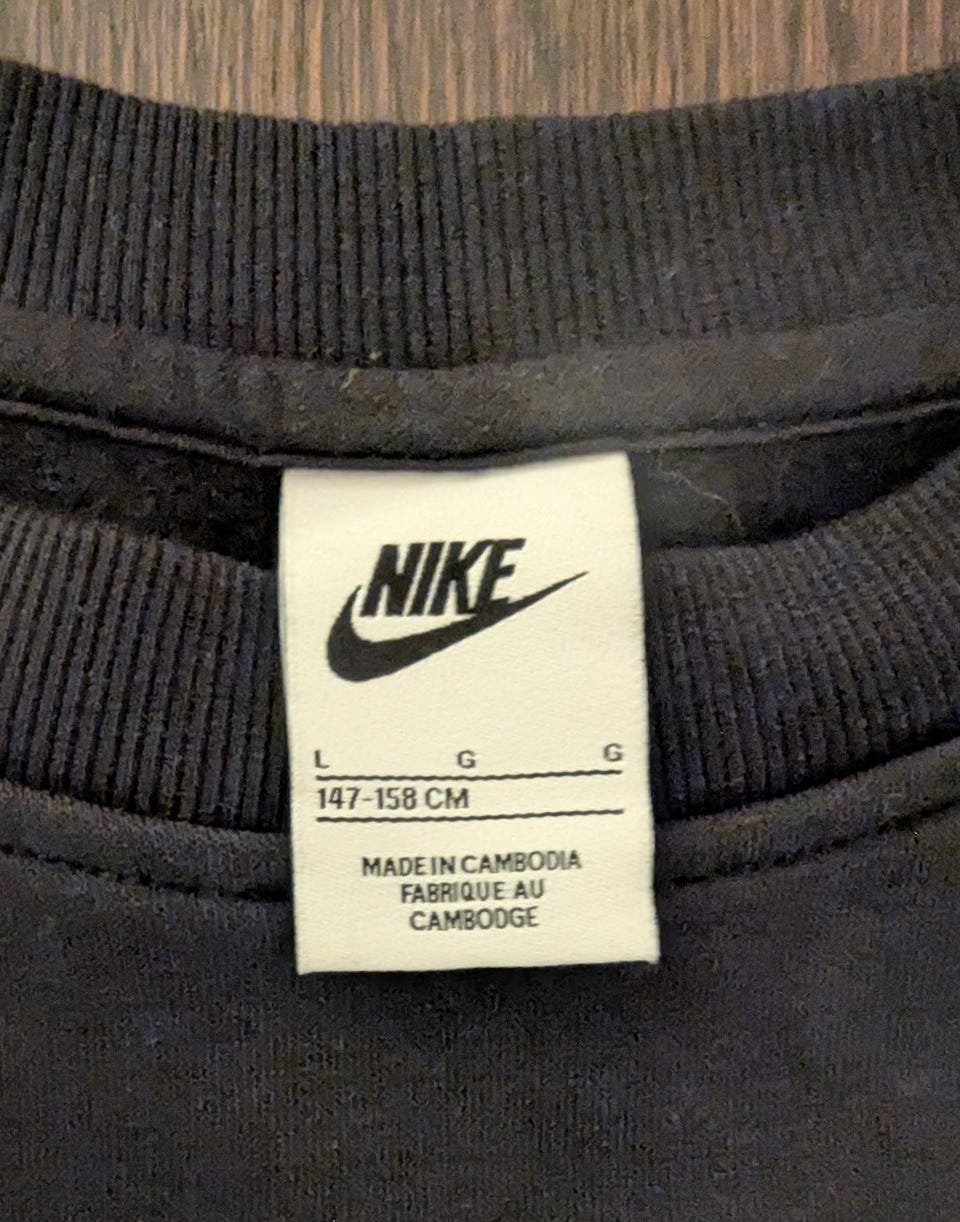 NIKE
L G G
147-158 CM
MADE IN CAMBODIA
FABRIQUE AU
CAMBODGE